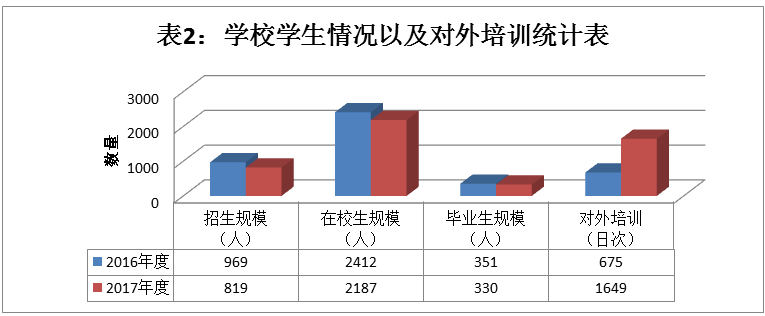 表2：学校学生情况以及对外培训统计表
数量
3000
2000
1000
0
招生规模
（人）
在校生规模
（人）
毕业生规模
（人）
对外培训
（日次）
2016年度 969 2412 351 675
2017年度 819 2187 330 1649